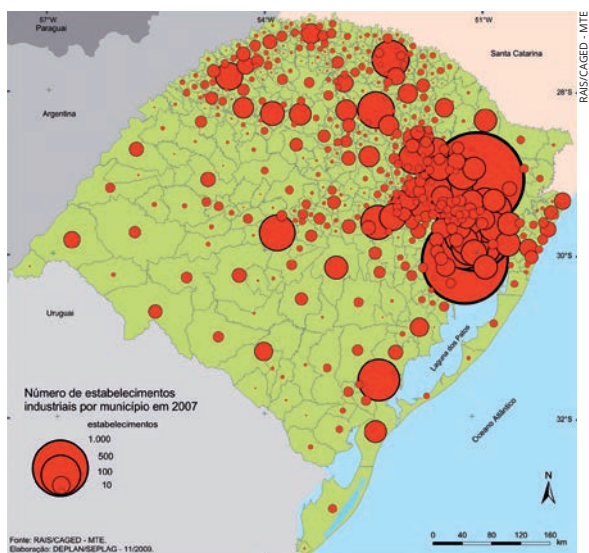 57°W
54°W
51°W
Paraguai
Santa Catarina
28°S
Argentina
30°S
Uruguai
Laguna dos Patos
Oceano Atlântico
32°S
Número de estabelecimentos
industriais por município em 2007
estabelecimentos
1.000
500
100
10
N
0 40 80 120 160
km
Fonte: RAIS/CAGED - MTE.
Elaboração: DEPLAN/SEPLAG - 11/2009.
RAIS/CAGED - MTE